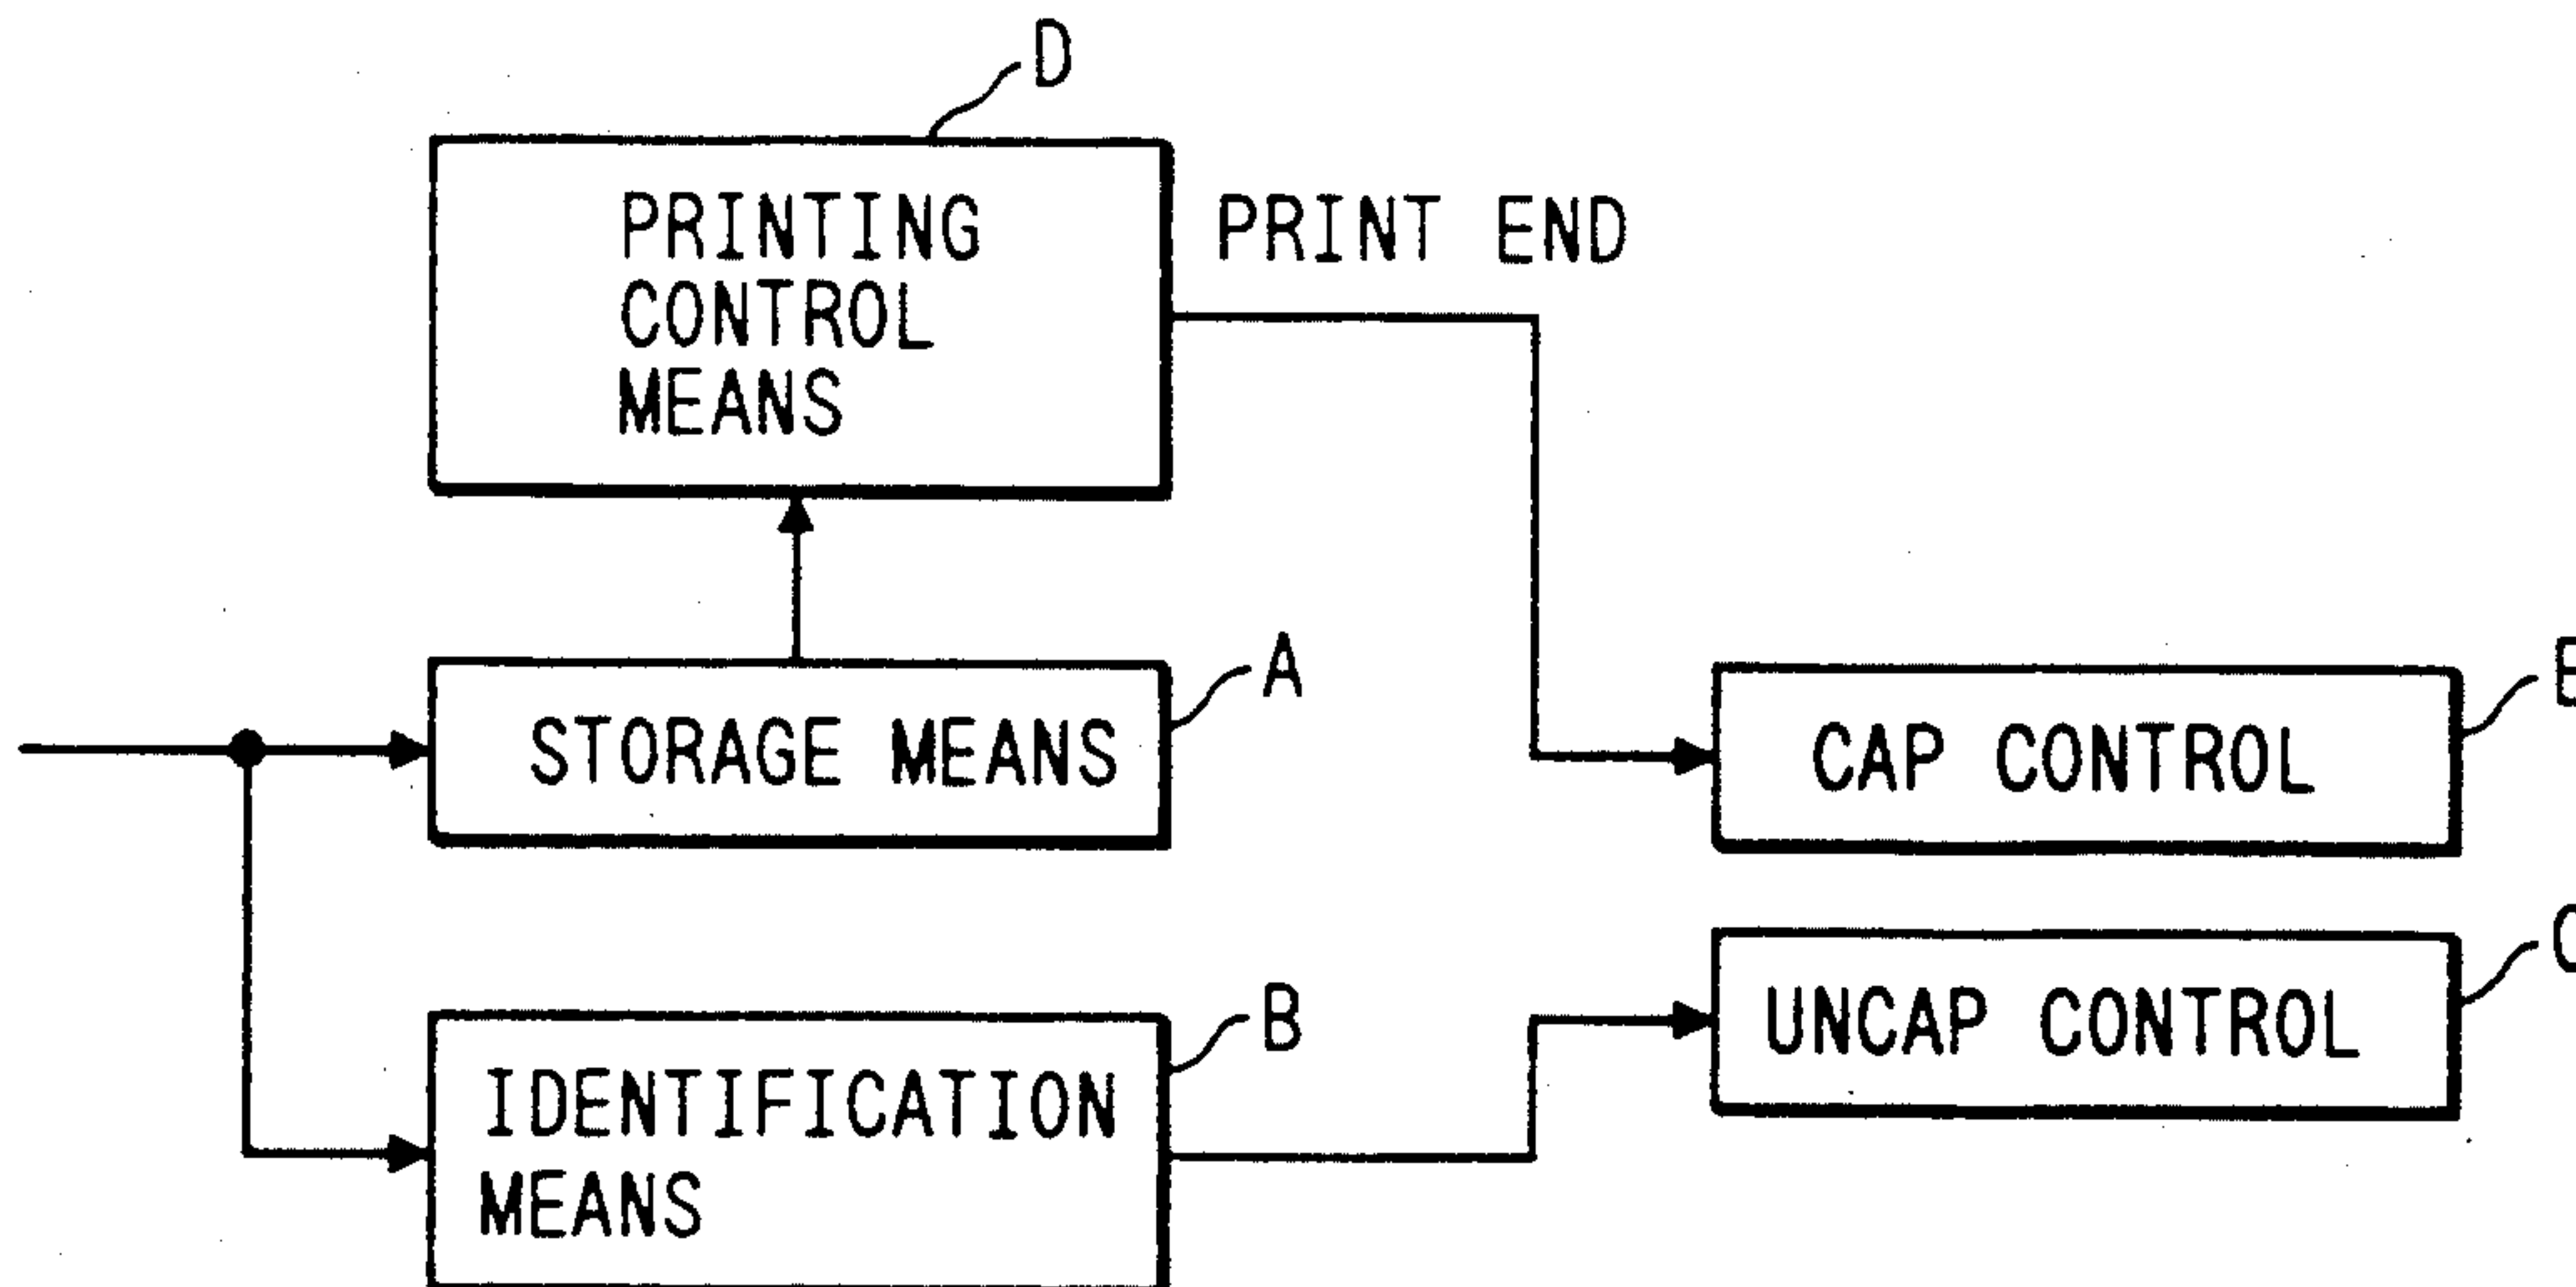 D
PRINTING
CONTROL
MEANS
PRINT END
A
STORAGE MEANS
CAP CONTROL
B
IDENTIFICATION
MEANS
UNCAP CONTROL